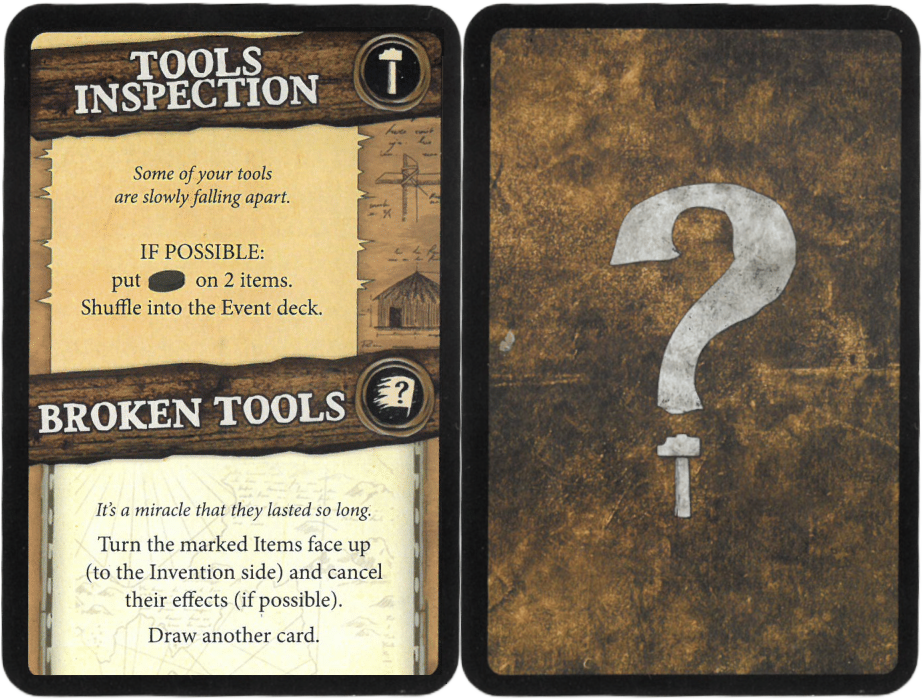 TOOLS
INSPECTION
Some of your tools
are slowly falling apart.
IF POSSIBLE:
put on 2 items.
Shuffle into the Event deck.
?
BROKEN TOOLS
It's a miracle that they lasted so long.
Turn the marked Items face up
(to the Invention side) and cancel
their effects (if possible).
Draw another card.
?